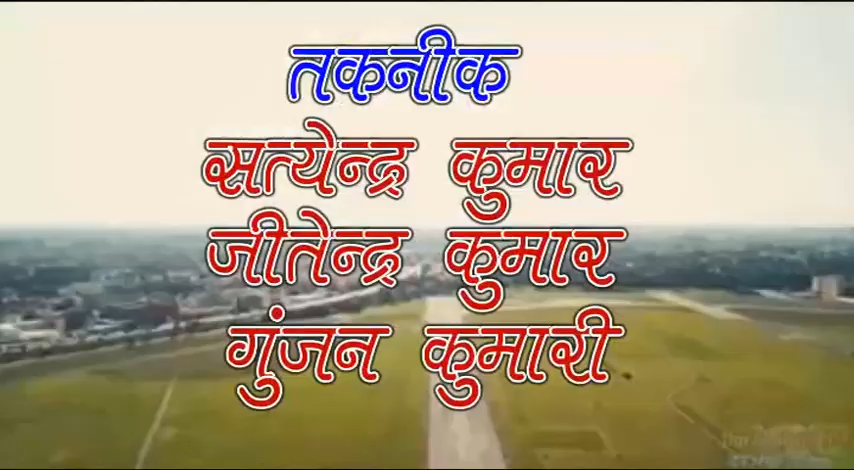 तकनीक
सत्येन्द्र कुमार
जीतेन्द्र कुमार
गुंजन कुमारी